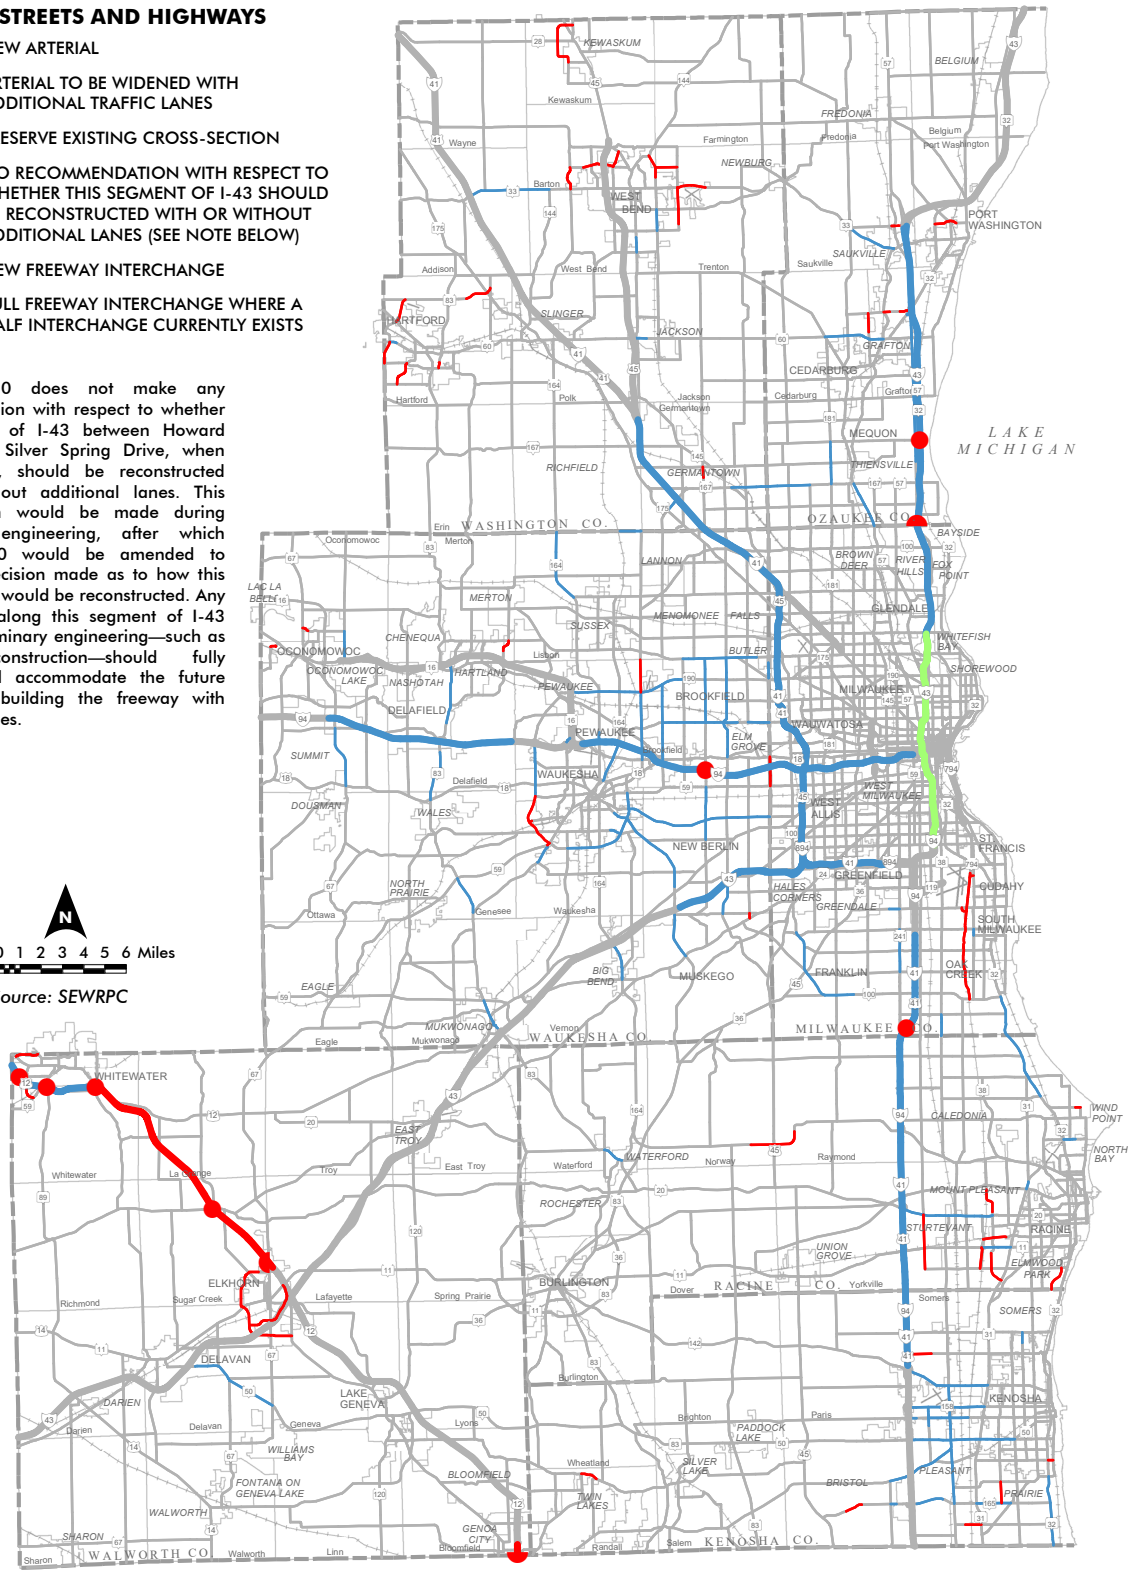 STREETS AND HIGHWAYS
EW ARTERIAL
RTERIAL TO BE WIDENED WITH
DDITIONAL TRAFFIC LANES
ESERVE EXISTING CROSS-SECTION
O RECOMMENDATION WITH RESPECT TO
HETHER THIS SEGMENT OF I-43 SHOULD
RECONSTRUCTED WITH OR WITHOUT
DDITIONAL LANES (SEE NOTE BELOW)
EW FREEWAY INTERCHANGE
ULL FREEWAY INTERCHANGE WHERE A
ALF INTERCHANGE CURRENTLY EXISTS
0 does not make any
ion with respect to whether
of I-43 between Howard
Silver Spring Drive, when
, should be reconstructed
out additional lanes. This
n would be made during
engineering, after which
0 would be amended to
cision made as to how this
would be reconstructed. Any
along this segment of I-43
minary engineering—such as
construction—should fully
accommodate the future
building the freeway with
es.
N
0 1 2 3 4 5 6 Miles
ource: SEWRPC
KEWASKUM
Kewaskum
Wayne
BELGIUM
FREDONIA
Fredonia
Belgium
Port Washington
Farmington
NEWBURG
Barton
WEST
BEND
PORT
WASHINGTON
SAUKVILLE
Saukville
Addison
West Bend
Trenton
HARTFORD
SLINGER
JACKSON
GRAFTON
CEDARBURG
Grafton
Hartford
Polk
Jackson
Germantown
Cedarburg
MEQUON
LAKE
MICHIGAN
RICHFIELD
GERMANTOWN
THIENSVILLE
Erin
WASHINGTON CO.
OZAUKEE CO.
BAYSIDE
Oconomowoc
Merton
LANNON
BROWN
DEER
RIVER
HILLS
FOX
POINT
LAC LA
BELLE
MERTON
MENOMONEE FALLS
GLENDALE
CHENEQUA
SUSSEX
BUTLER
WHITEFISH
BAY
OCONOMOWOC
OCONOMOWOC
LAKE
NASHOTAH
HARTLAND
Lisbon
PEWAUKEE
SHOREWOOD
DELAFIELD
BROOKFIELD
MILWAUKEE
WAUWATOSA
SUMMIT
PEWAUKEE
Brookfield
ELM
GROVE
Delafield
WAUKESHA
DOUSMAN
WALES
WEST
MILWAUKEE
WEST
ALLIS
NEW BERLIN
ST.
FRANCIS
NORTH
PRAIRIE
GREENFIELD
HALES
CORNERS
GREENDALE
CUDAHY
Ottawa
Genesee
Waukesha
SOUTH
MILWAUKEE
BIG
BEND
MUSKEGO
FRANKLIN
OAK
CREEK
EAGLE
MUKWONAGO
Eagle
Mukwonago
Vernon
WAUKESHA CO.
MILWAUKEE CO.
WHITEWATER
EAST
TROY
CALEDONIA
WIND
POINT
NORTH
BAY
Whitewater
La Grange
Troy
East Troy
Waterford
WATERFORD
Norway
Raymond
ROCHESTER
MOUNT PLEASANT
STURTEVANT
RACINE
UNION
GROVE
ELMWOOD
PARK
ELKHORN
BURLINGTON
RACINE CO.
Dover
Yorkville
Richmond
Sugar Creek
Lafayette
Spring Prairie
Somers
SOMERS
DELAVAN
Burlington
LAKE
GENEVA
KENOSHA
DARIEN
Darien
Delavan
Geneva
Lyons
Brighton
Paris
PADDOCK
LAKE
WILLIAMS
BAY
Wheatland
SILVER
LAKE
BLOOMFIELD
BRISTOL
PLEASANT
PRAIRIE
FONTANA ON
GENEVA LAKE
TWIN
LAKES
WALWORTH
SHARON
GENOA
CITY
Sharon
WALWORTH CO.
Walworth
Linn
Bloomfield
Randall
Salem
KENOSHA CO.